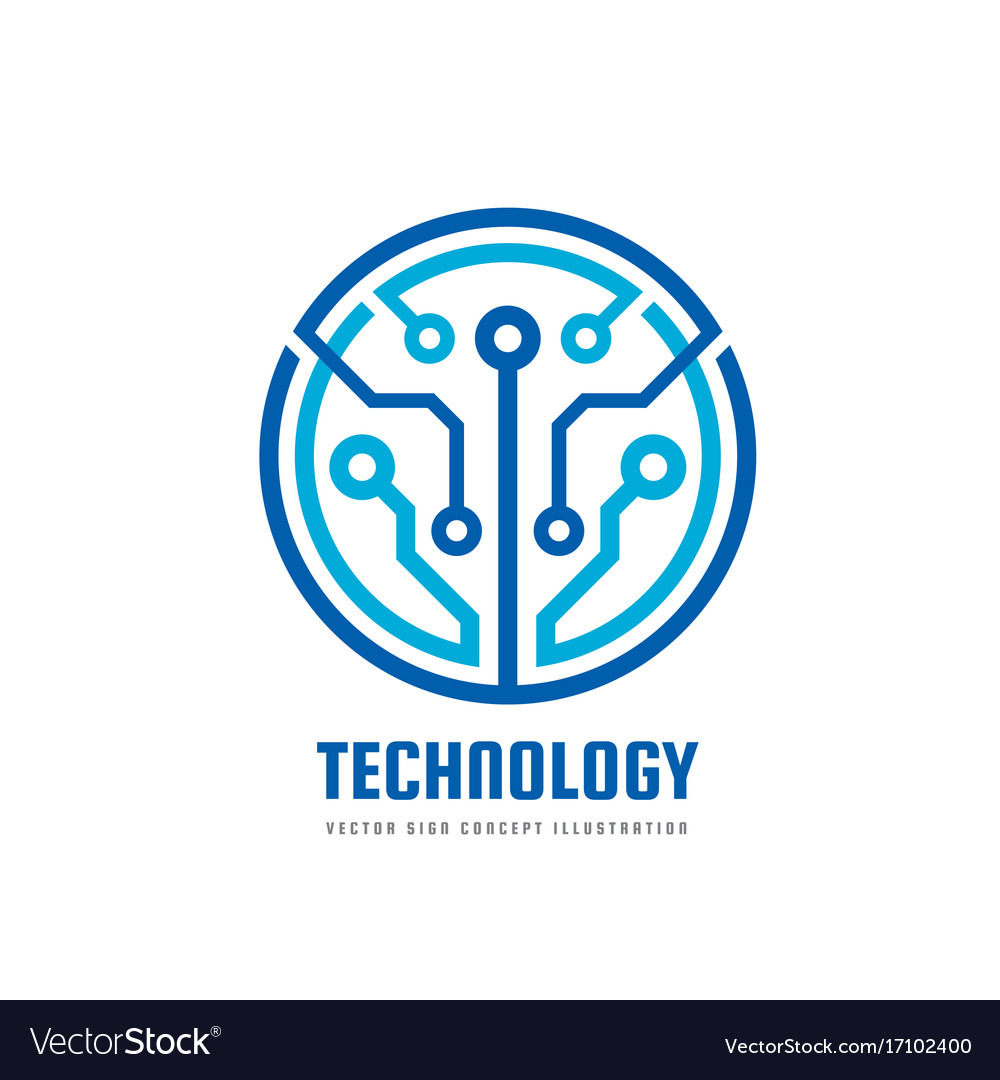 TECHNOLOGY
VECTOR SIGN CONCEPT ILLUSTRATION
VectorStock®
VectorStock.com/17102400